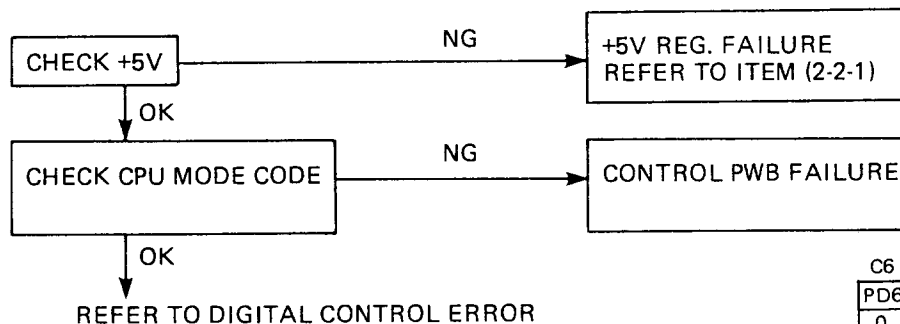 CHECK +5V
NG
+5V REG. FAILURE
REFER TO ITEM (2-2-1)
OK
CHECK CPU MODE CODE
NG
CONTROL PWB FAILURE
OK
REFER TO DIGITAL CONTROL ERROR
C6
PD6
0